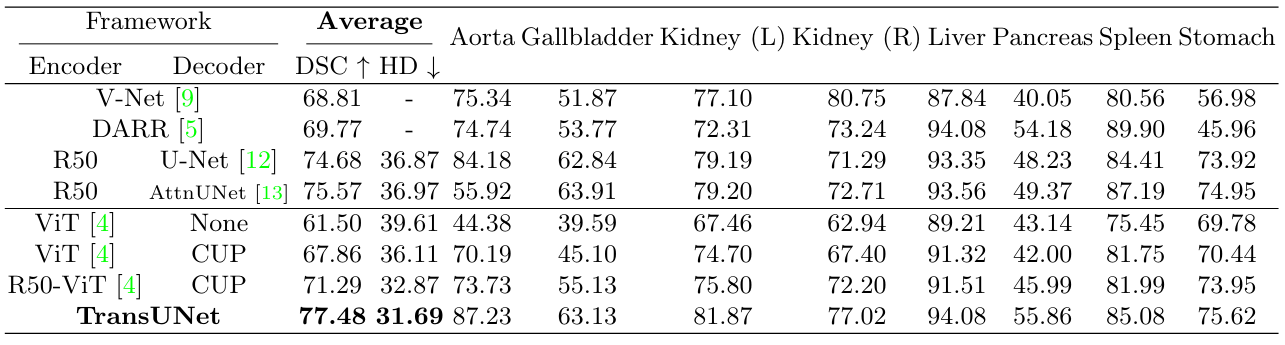 Framework Average Aorta Gallbladder Kidney (L) Kidney (R) Liver Pancreas Spleen Stomach
Encoder Decoder DSC ↑ HD ↓
V-Net [9] 68.81 - 75.34 51.87 77.10 80.75 87.84 40.05 80.56 56.98
DARR [5] 69.77 - 74.74 53.77 72.31 73.24 94.08 54.18 89.90 45.96
R50 U-Net [12] 74.68 36.87 84.18 62.84 79.19 71.29 93.35 48.23 84.41 73.92
R50 AttnUNet [13] 75.57 36.97 55.92 63.91 79.20 72.71 93.56 49.37 87.19 74.95
ViT [4] None 61.50 39.61 44.38 39.59 67.46 62.94 89.21 43.14 75.45 69.78
ViT [4] CUP 67.86 36.11 70.19 45.10 74.70 67.40 91.32 42.00 81.75 70.44
R50-ViT [4] CUP 71.29 32.87 73.73 55.13 75.80 72.20 91.51 45.99 81.99 73.95
TransUNet 77.48 31.69 87.23 63.13 81.87 77.02 94.08 55.86 85.08 75.62